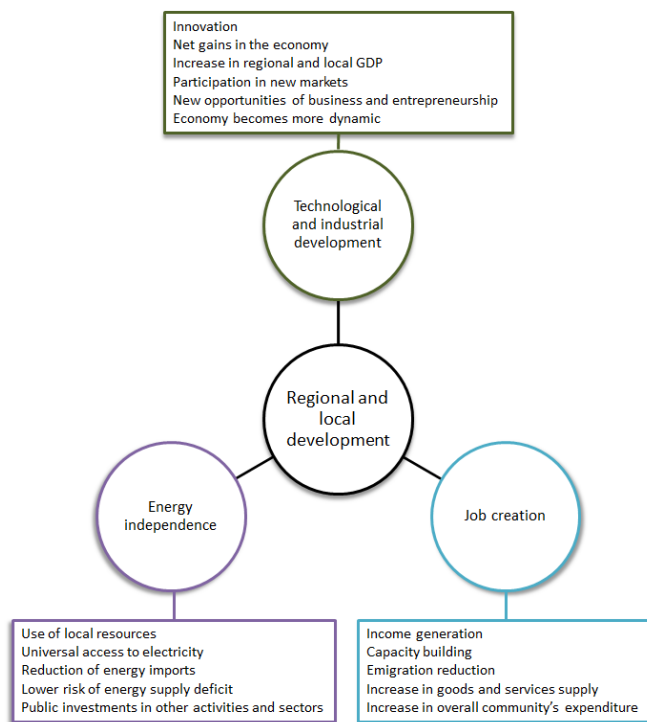 Innovation
Net gains in the economy
Increase in regional and local GDP
Participation in new markets
New opportunities of business and entrepreneurship
Economy becomes more dynamic
Technological
and industrial
development
Regional and
local
development
Energy
independence
Job creation
Use of local resources
Universal access to electricity
Reduction of energy imports
Lower risk of energy supply deficit
Public investments in other activities and sectors
Income generation
Capacity building
Emigration reduction
Increase in goods and services supply
Increase in overall community’s expenditure